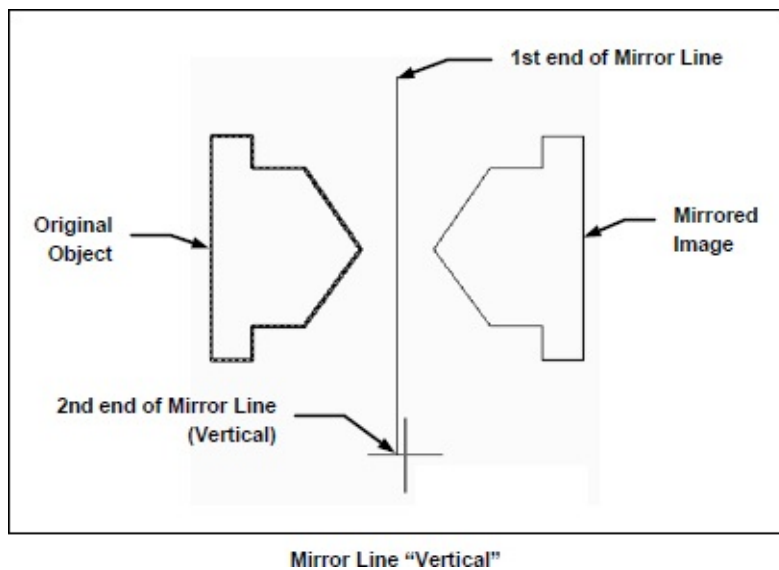 1st end of Mirror Line
Original
Object
Mirrored
Image
2nd end of Mirror Line
(Vertical)
Mirror Line “Vertical”